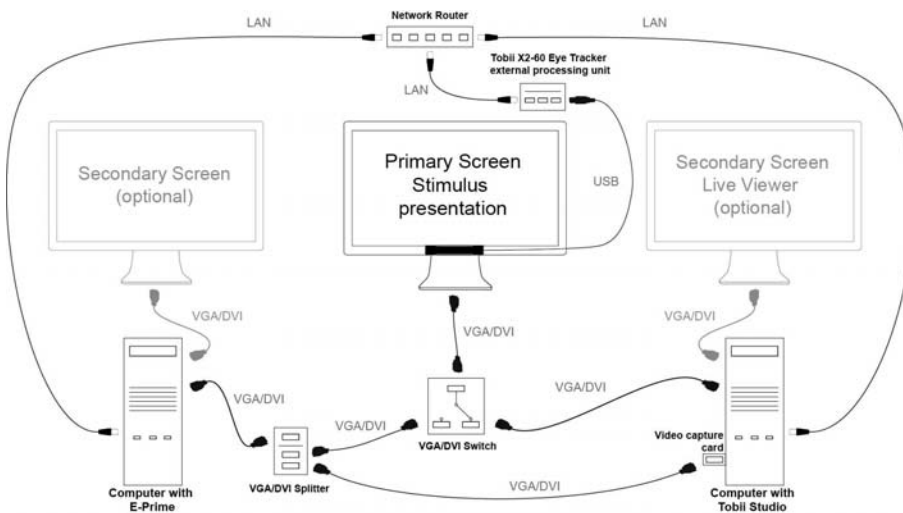 Network Router
LAN
LAN
Tobii X2-60 Eye Tracker
external processing unit
LAN
Secondary Screen
(optional)
Primary Screen
Stimulus
presentation
USB
Secondary Screen
Live Viewer
(optional)
VGA/DVI
VGA/DVI
VGA/DVI
VGA/DVI
VGA/DVI
VGA/DVI
VGA/DVI Switch
Video capture
card
VGA/DVI Splitter
VGA/DVI
Computer with
E-Prime
Computer with
Tobii Studio